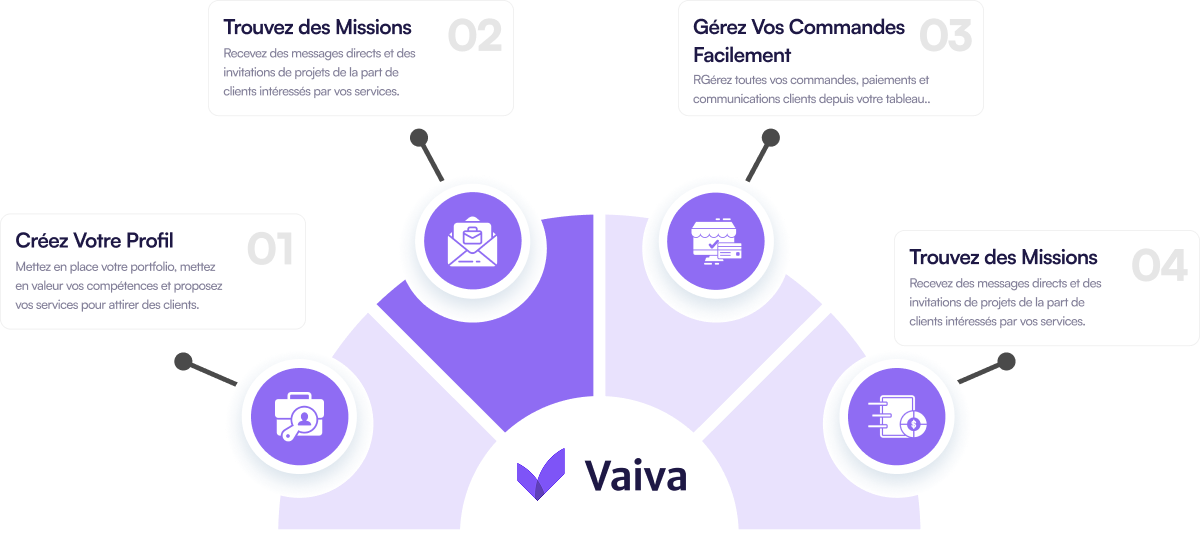 Créez Votre Profil
01
Mettez en place votre portfolio, mettez
en valeur vos compétences et proposez
vos services pour attirer des clients.
Trouvez des Missions
02
Recevez des messages directs et des
invitations de projets de la part de
clients intéressés par vos services.
Gérez Vos Commandes
Facilement
03
RGérez toutes vos commandes, paiements et
communications clients depuis votre tableau..
Trouvez des Missions
04
Recevez des messages directs et des
invitations de projets de la part de
clients intéressés par vos services.
Vaiva